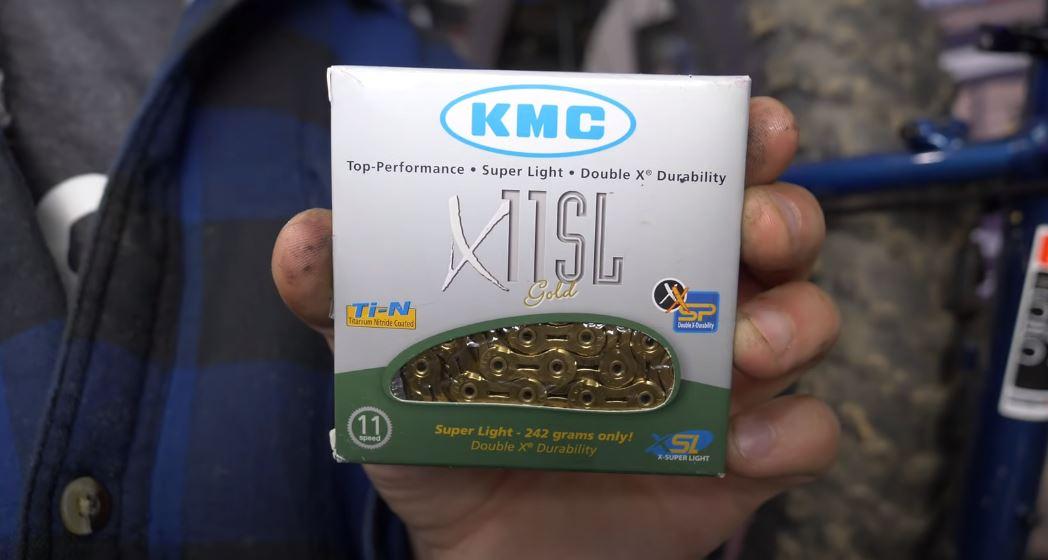 KMC
Top-Performance • Super Light • Double X® Durability
X11SL
Gold
Ti-N
Titanium Nitride Coated
X
X
SP
Double X-Durability
11
speed
Super Light - 242 grams only!
Double X® Durability
XSL
X-SUPER LIGHT